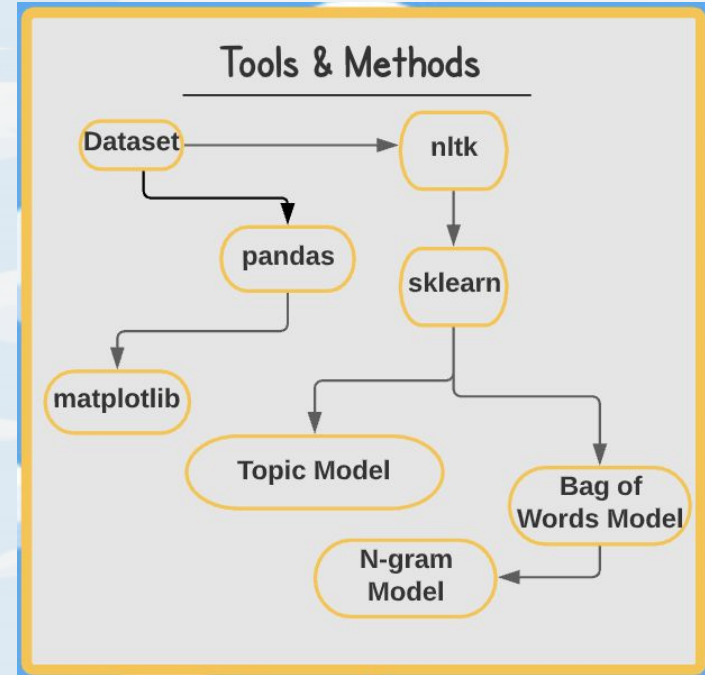 Tools & Methods
Dataset
nltk
pandas
sklearn
matplotlib
Topic Model
Bag of
Words Model
N-gram
Model